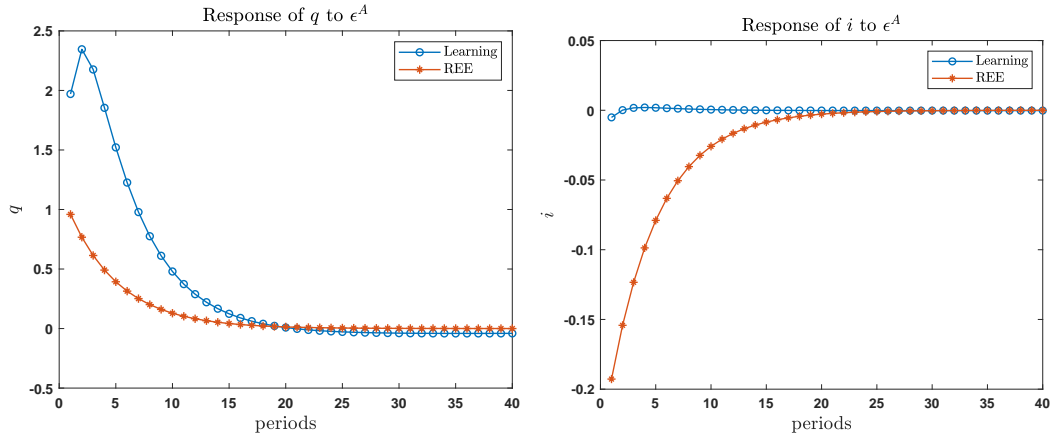 Response of q to ϵ^A
2.5
2
1.5
1
0.5
0
-0.5
q
0 5 10 15 20 25 30 35 40
periods
Learning
REE
Response of i to ϵ^A
0.05
0
-0.05
-0.1
-0.15
-0.2
i
0 5 10 15 20 25 30 35 40
periods
Learning
REE